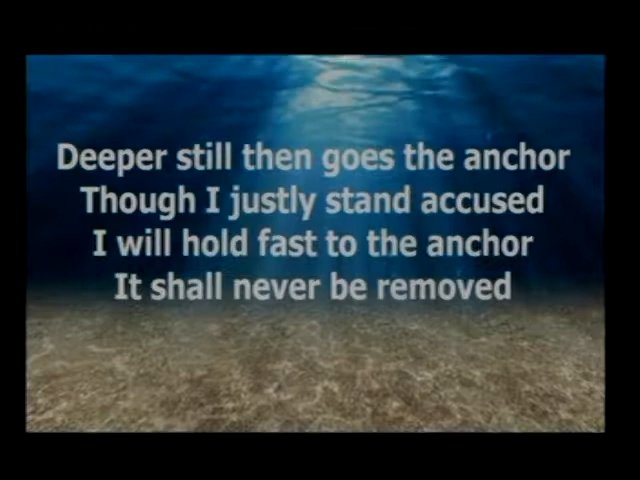 Deeper still then goes the anchor
Though I justly stand accused
I will hold fast to the anchor
It shall never be removed